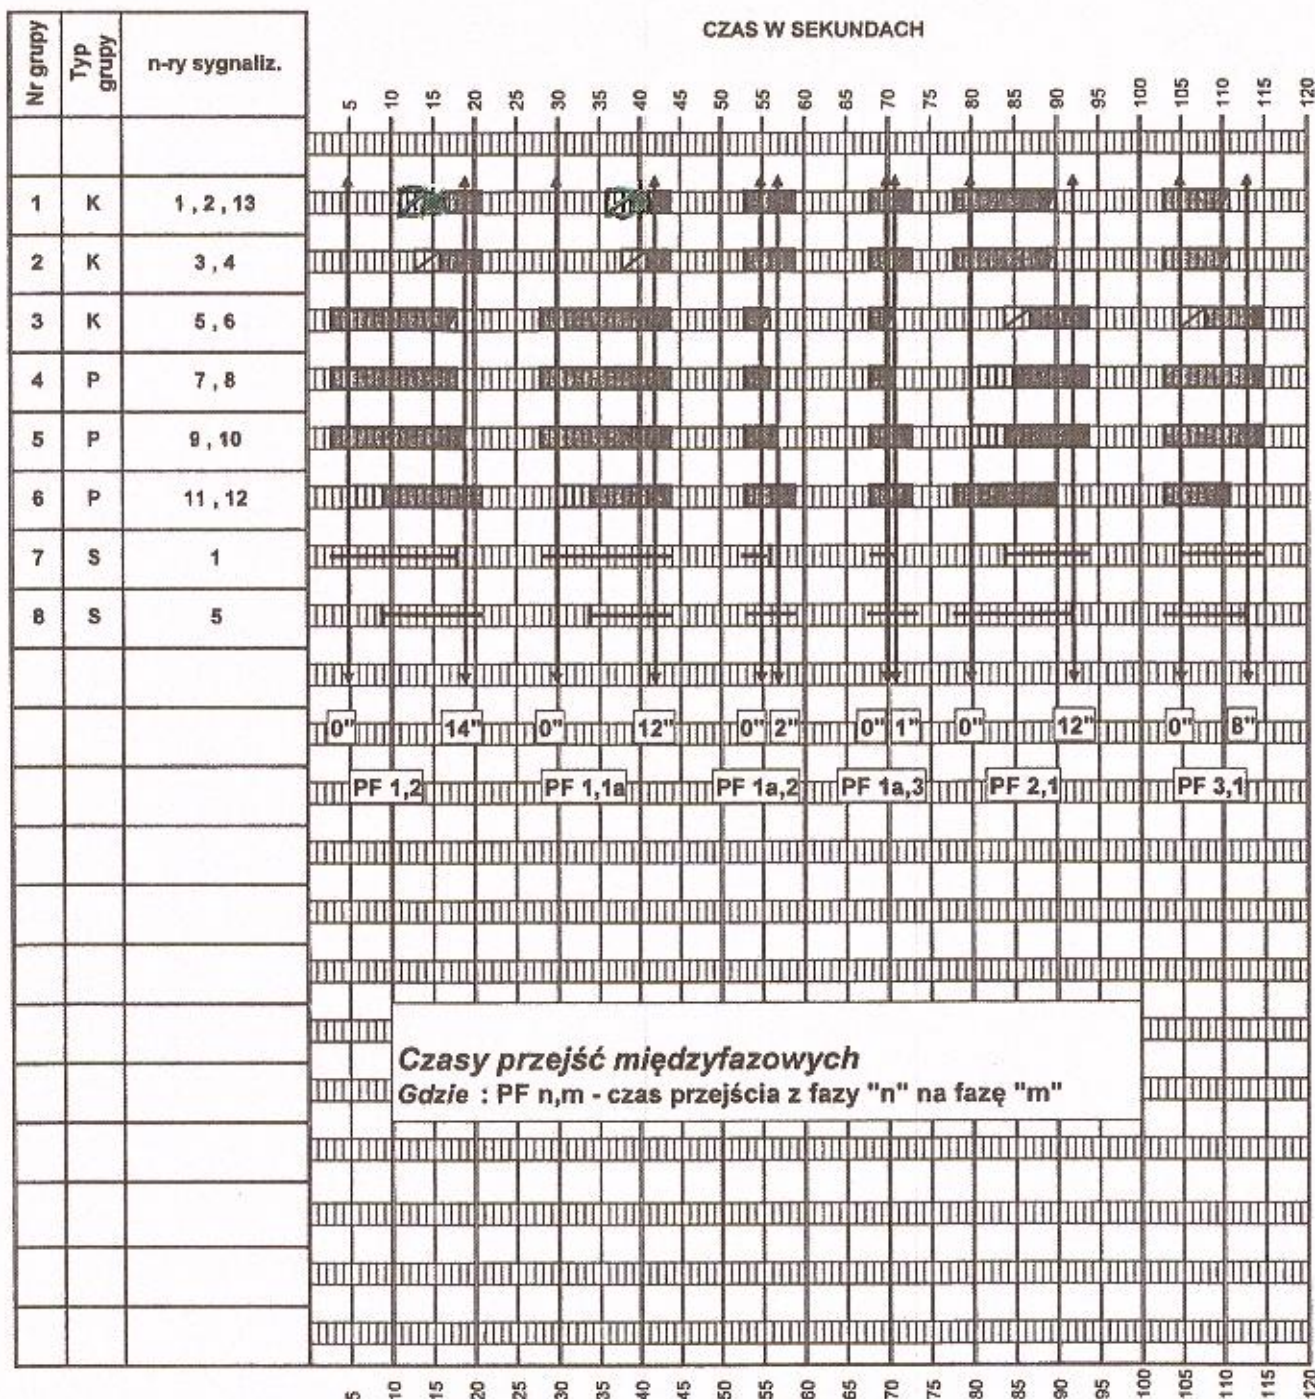 CZAS W SEKUNDACH
Nr grupy Typ grupy n-ry sygnaliz.
5 10 15 20 25 30 35 40 45 50 55 60 65 70 75 80 85 90 95 100 105 110 115 120
1 K 1 , 2 , 13
2 K 3 , 4
3 K 5 , 6
4 P 7 , 8
5 P 9 , 10
6 P 11 , 12
7 S 1
8 S 5
0" 14" 0" 12" 0" 2" 0" 1" 0" 12" 0" 8"
PF 1,2 PF 1,1a PF 1a,2 PF 1a,3 PF 2,1 PF 3,1
Czasy przejść międzyfazowych
Gdzie : PF n,m - czas przejścia z fazy "n" na fazę "m"
5 10 15 20 25 30 35 40 45 50 55 60 65 70 75 80 85 90 95 100 105 110 115 120